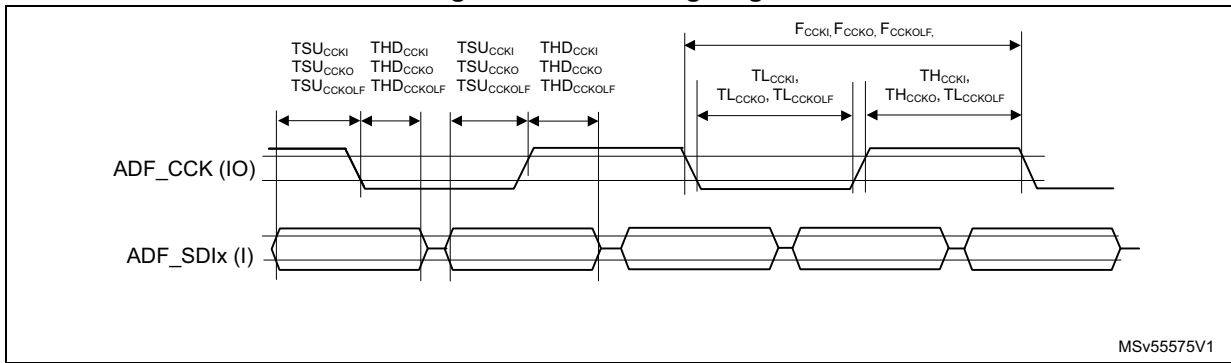 FCCKI, FCCKO, FCCKOLF,
TSUCCKI THDCCKI TSUCCKI THDCCKI
TSUCCKO THDCCKO TSUCCKO THDCCKO
TSUCCKOLF THDCCKOLF TSUCCKOLF THDCCKOLF
TLCCKI, THCCKI,
TLCCKO, TLCCKOLF THCCKO, TLCCKOLF
ADF_CCK (IO)
ADF_SDIx (I)
MSv55575V1